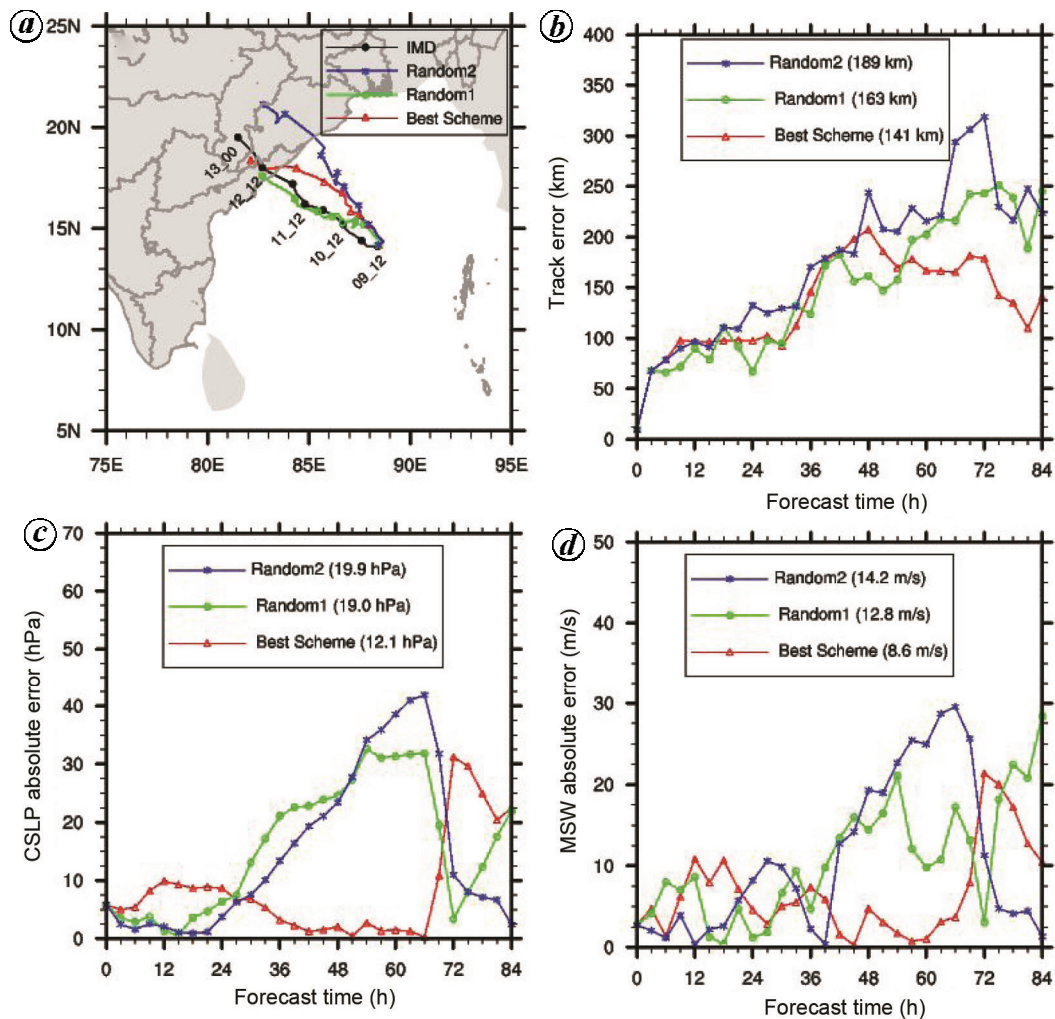 a
25N
20N
15N
10N
5N
75E
80E
85E
90E
95E
IMD
Random2
Random1
Best Scheme
13_00
12_12
11_12
10_12
09_12
b
Track error (km)
400
350
300
250
200
150
100
50
0
Random2 (189 km)
Random1 (163 km)
Best Scheme (141 km)
0 12 24 36 48 60 72 84
Forecast time (h)
c
CSLP absolute error (hPa)
70
60
50
40
30
20
10
0
Random2 (19.9 hPa)
Random1 (19.0 hPa)
Best Scheme (12.1 hPa)
0 12 24 36 48 60 72 84
Forecast time (h)
d
MSW absolute error (m/s)
50
40
30
20
10
0
Random2 (14.2 m/s)
Random1 (12.8 m/s)
Best Scheme (8.6 m/s)
0 12 24 36 48 60 72 84
Forecast time (h)